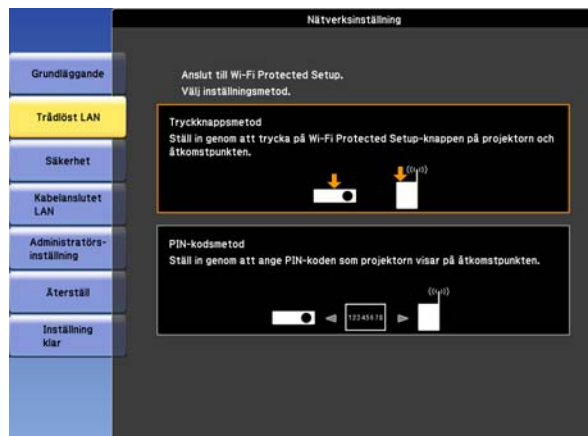 Nätverksinställning
Grundläggande
Trådlöst LAN
Säkerhet
Kabelanslutet
LAN
Administratörs-
inställning
Återställ
Inställning
klar
Anslut till Wi-Fi Protected Setup.
Välj inställningsmetod.
Tryckknappsmetod
Ställ in genom att trycka på Wi-Fi Protected Setup-knappen på projektorn och
åtkomstpunkten.
PIN-kodsmetod
Ställ in genom att ange PIN-koden som projektorn visar på åtkomstpunkten.
12345678